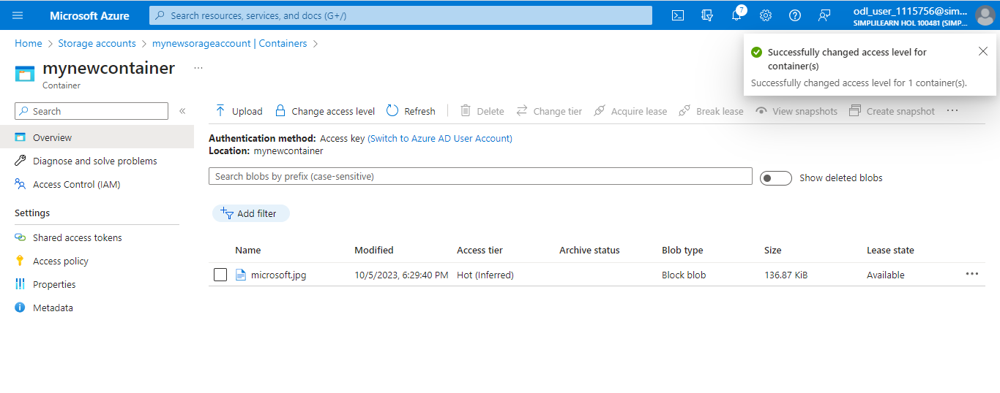 Microsoft Azure
Search resources, services, and docs (G+/)
7
odl_user_1115756@sim...
SIMPLILEARN HOL 100481 (SIMP...
Home > Storage accounts > mynewsorageaccount | Containers >
mynewcontainer ...
Container
Successfully changed access level for
container(s)
Successfully changed access level for 1 container(s).
Search
«
Upload Change access level Refresh Delete Change tier Acquire lease Break lease View snapshots Create snapshot ...
Overview
Diagnose and solve problems
Access Control (IAM)
Settings
Shared access tokens
Access policy
Properties
Metadata
Authentication method: Access key (Switch to Azure AD User Account)
Location: mynewcontainer
Search blobs by prefix (case-sensitive)
Show deleted blobs
Add filter
Name Modified Access tier Archive status Blob type Size Lease state
microsoft.jpg 10/5/2023, 6:29:40 PM Hot (Inferred) Block blob 136.87 KiB Available ...